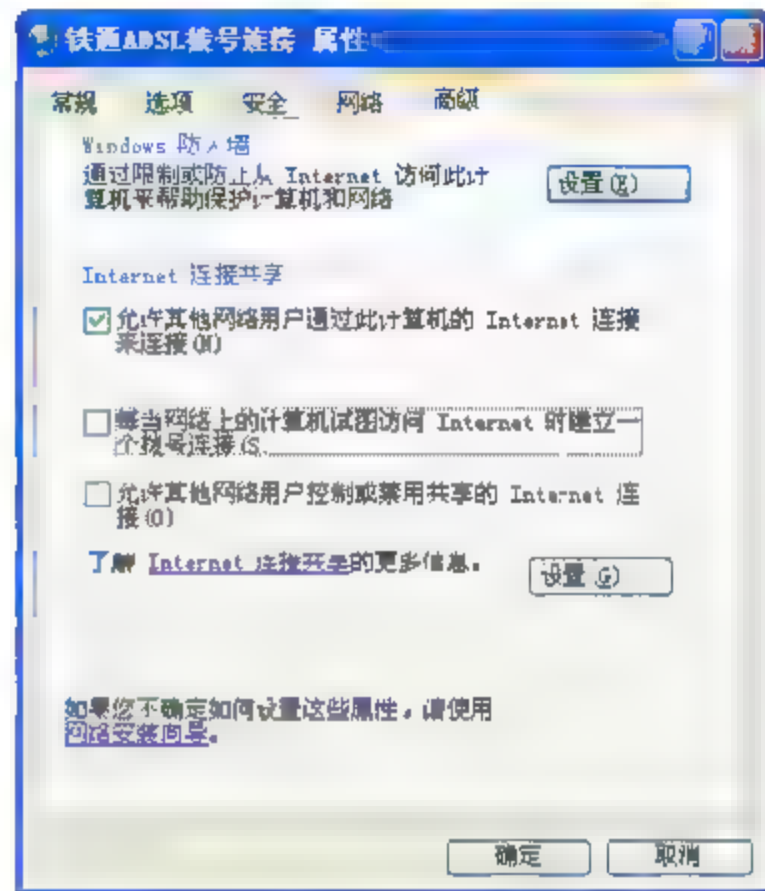 铁通ADSL拨号连接 属性
常规 选项 安全 网络 高级
Windows 防火墙
通过限制或防止从 Internet 访问此计 设置(E)
算机来帮助保护计算机和网络
Internet 连接共享
允许其他网络用户通过此计算机的 Internet 连接
来连接(N)
每当网络上的计算机试图访问 Internet 时建立一
个拨号连接(S
允许其他网络用户控制或禁用共享的 Internet 连
接(O)
了解 Internet 连接共享的更多信息。 设置(G)
如果您不确定如何设置这些属性，请使用
网络安装向导。
确定 取消